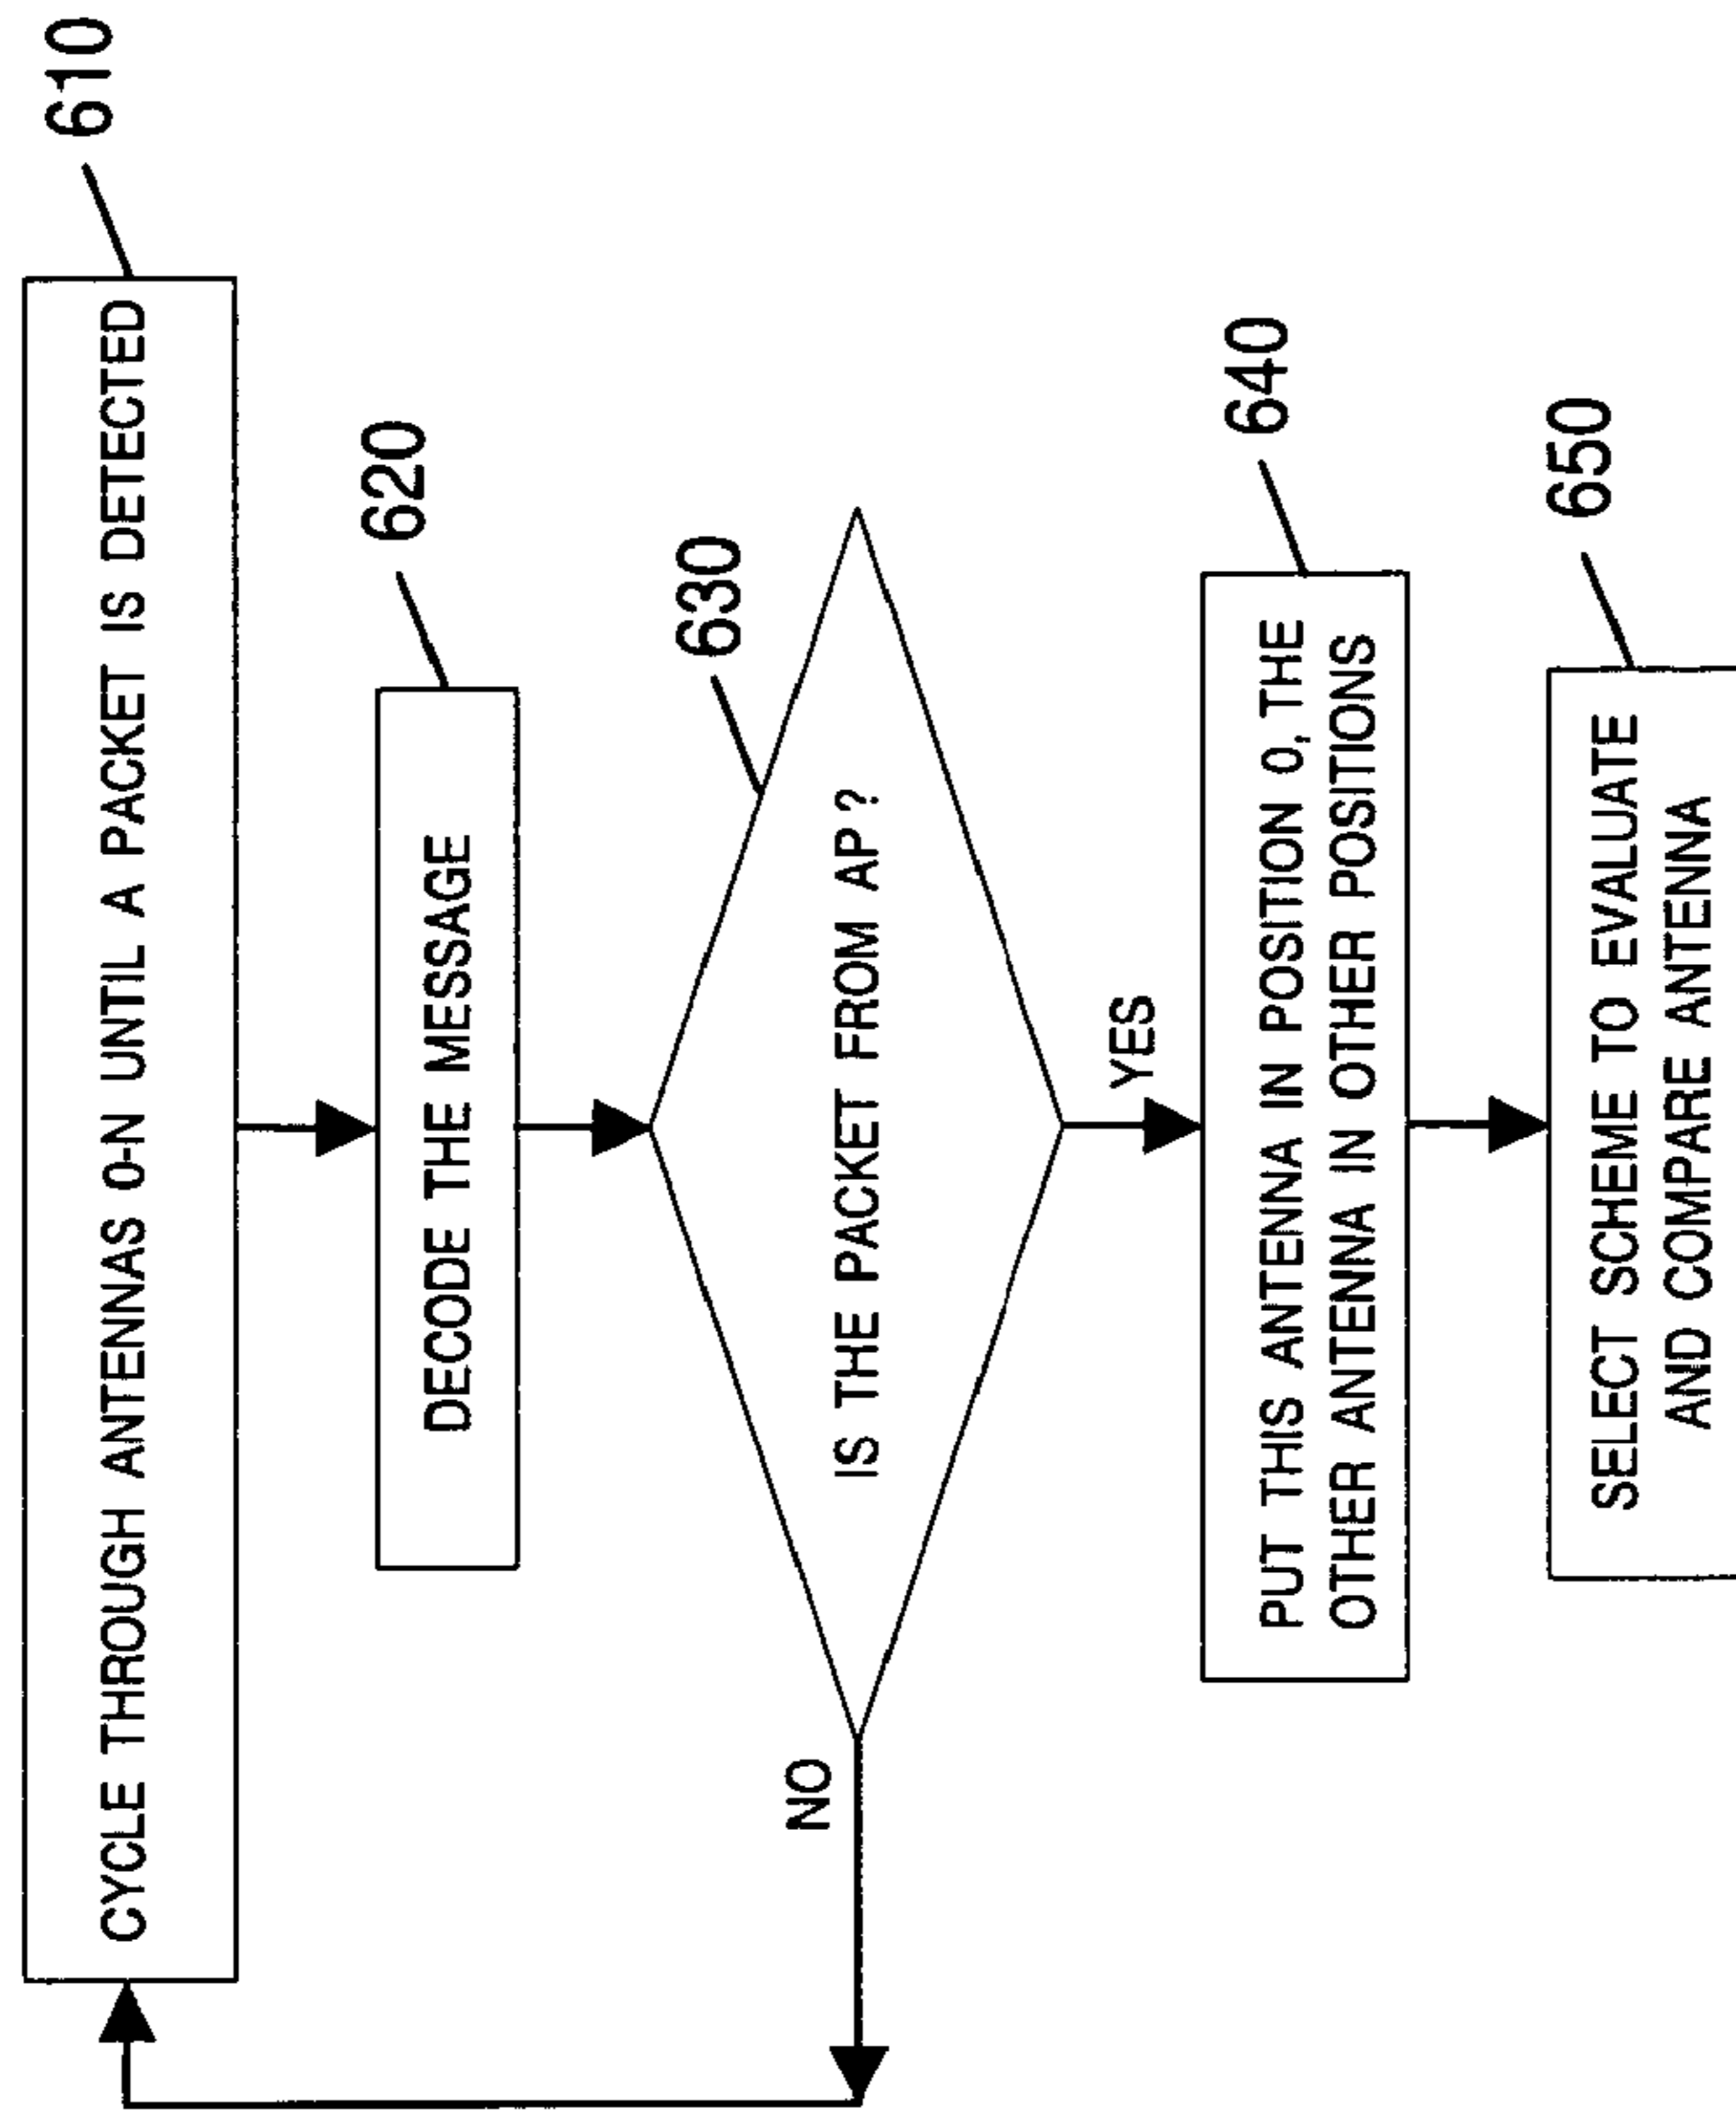 610
CYCLE THROUGH ANTENNAS 0-N UNTIL A PACKET IS DETECTED
620
DECODE THE MESSAGE
630
IS THE PACKET FROM AP?
NO
YES
640
PUT THIS ANTENNA IN POSITION 0, THE
OTHER ANTENNA IN OTHER POSITIONS
650
SELECT SCHEME TO EVALUATE
AND COMPARE ANTENNA